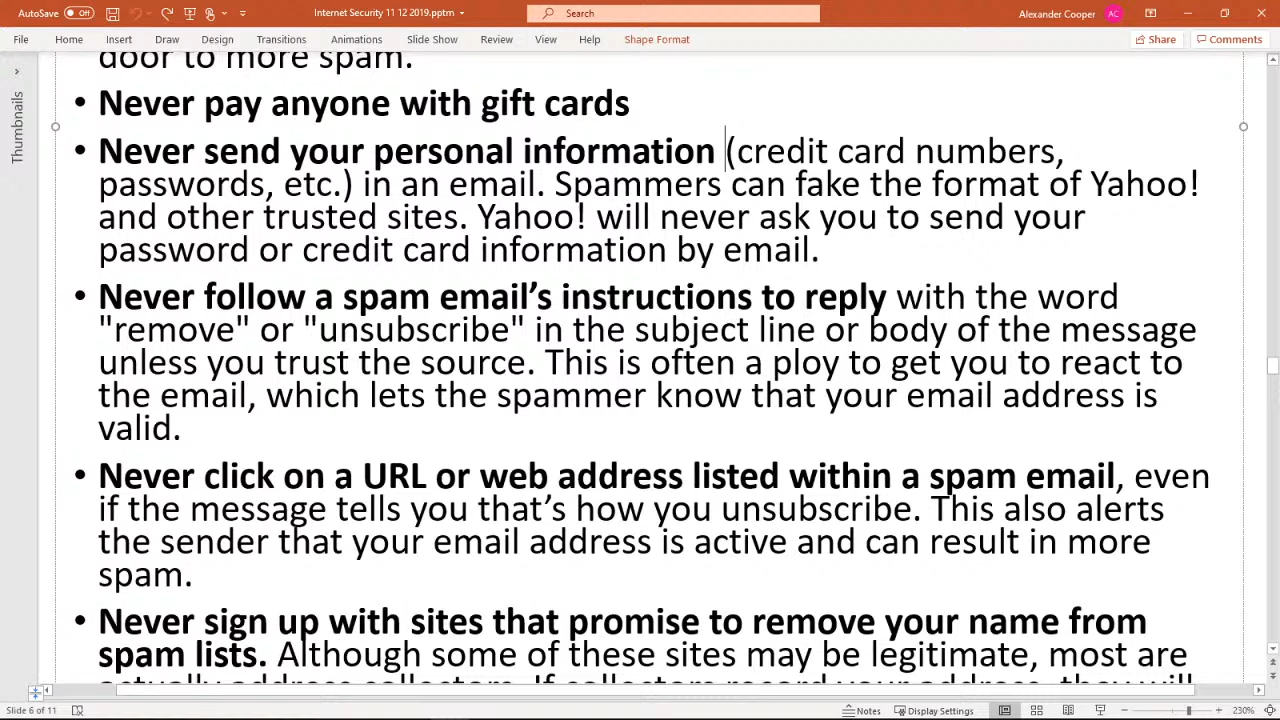 AutoSave Off Internet Security 11 12 2019.pptm Search Alexander Cooper AC
File Home Insert Draw Design Transitions Animations Slide Show Review View Help Shape Format Share Comments
Thumbnails
door to more spam.
• Never pay anyone with gift cards
• Never send your personal information (credit card numbers,
passwords, etc.) in an email. Spammers can fake the format of Yahoo!
and other trusted sites. Yahoo! will never ask you to send your
password or credit card information by email.
• Never follow a spam email’s instructions to reply with the word
"remove" or "unsubscribe" in the subject line or body of the message
unless you trust the source. This is often a ploy to get you to react to
the email, which lets the spammer know that your email address is
valid.
• Never click on a URL or web address listed within a spam email, even
if the message tells you that’s how you unsubscribe. This also alerts
the sender that your email address is active and can result in more
spam.
• Never sign up with sites that promise to remove your name from
spam lists. Although some of these sites may be legitimate, most are
actually address collectors. If collectors record your address, they will
Slide 6 of 11 Notes Display Settings 230%